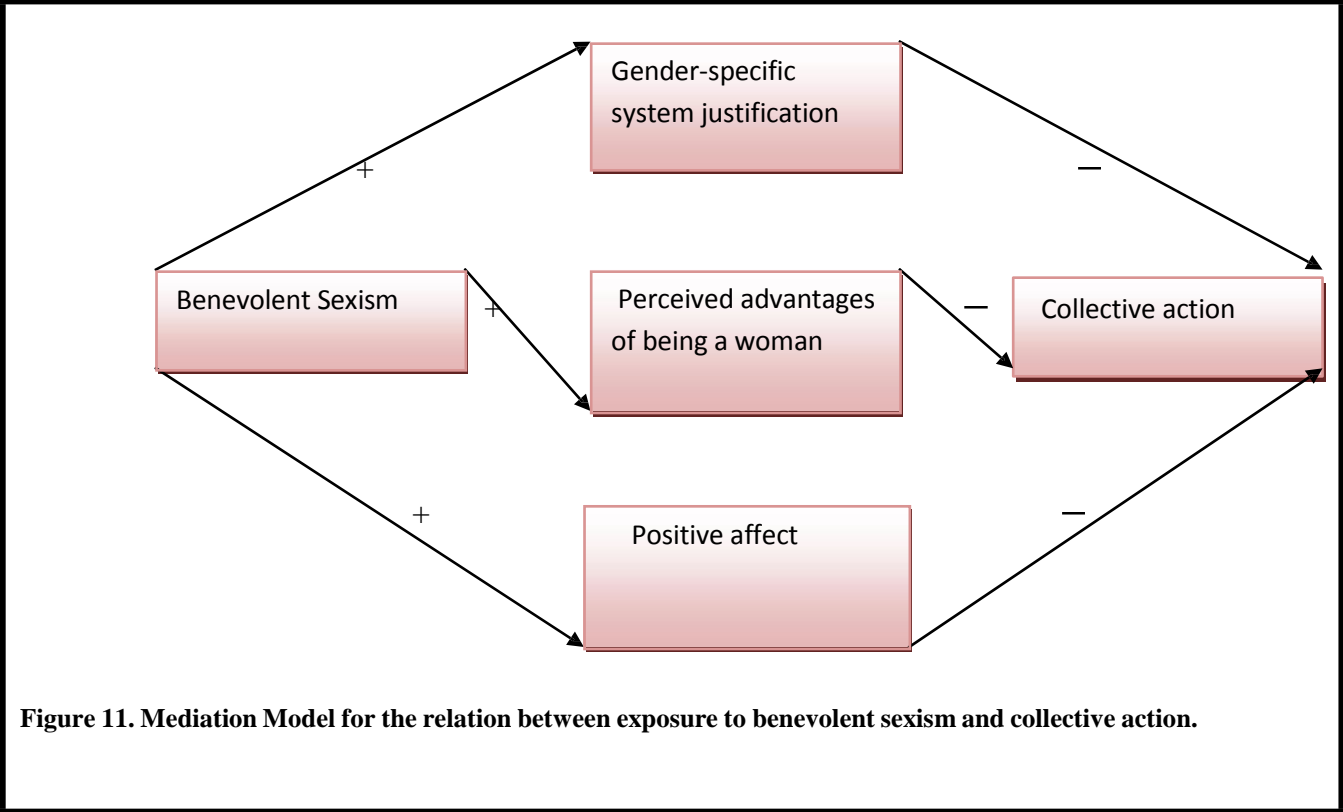 Gender-specific
system justification
+
−
Benevolent Sexism
+
Perceived advantages
of being a woman
−
Collective action
+
Positive affect
−
Figure 11. Mediation Model for the relation between exposure to benevolent sexism and collective action.